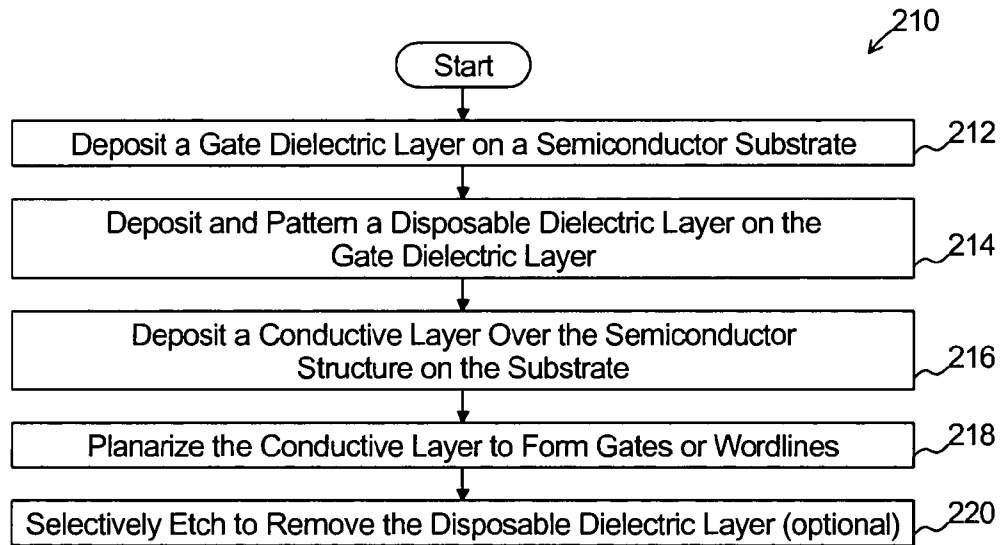 210
Start
Deposit a Gate Dielectric Layer on a Semiconductor Substrate
212
Deposit and Pattern a Disposable Dielectric Layer on the
Gate Dielectric Layer
214
Deposit a Conductive Layer Over the Semiconductor
Structure on the Substrate
216
Planarize the Conductive Layer to Form Gates or Wordlines
218
Selectively Etch to Remove the Disposable Dielectric Layer (optional)
220